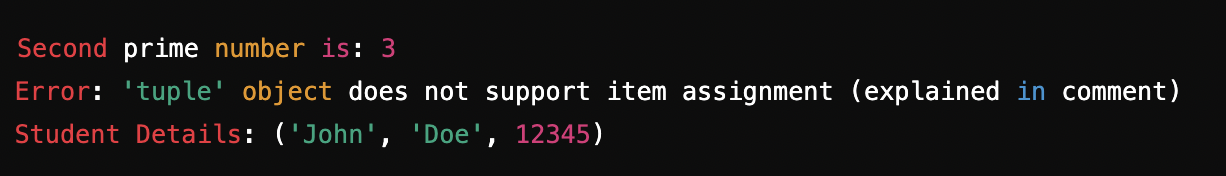 Second prime number is: 3
Error: 'tuple' object does not support item assignment (explained in comment)
Student Details: ('John', 'Doe', 12345)